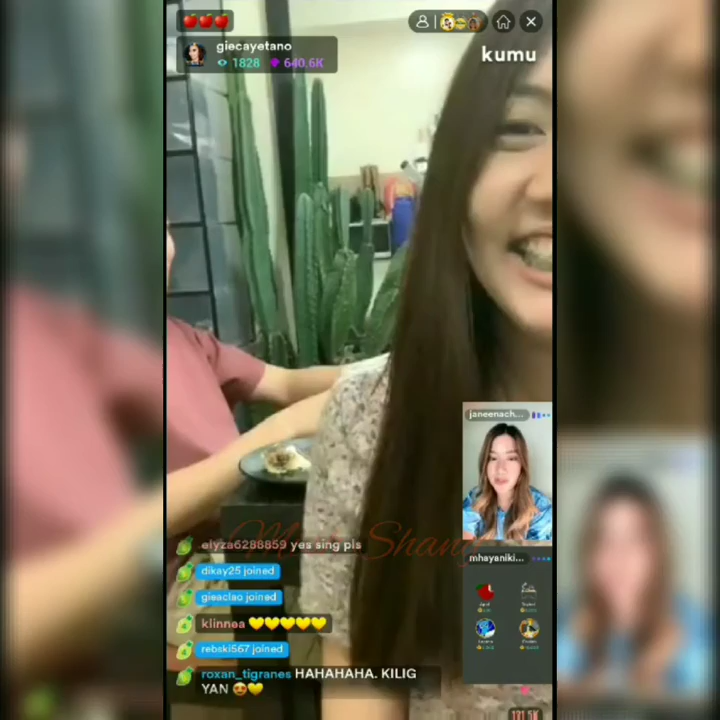 giecayetano
1828 640.6K
kumu
janeenach...
elyza6288859 yes sing pls
mhayaniki...
dikay25 joined
gieaclao joined
klinnea 💛💛💛💛💛
rebski567 joined
roxan_tigranes HAHAHAHA. KILIG
YAN 😍💛